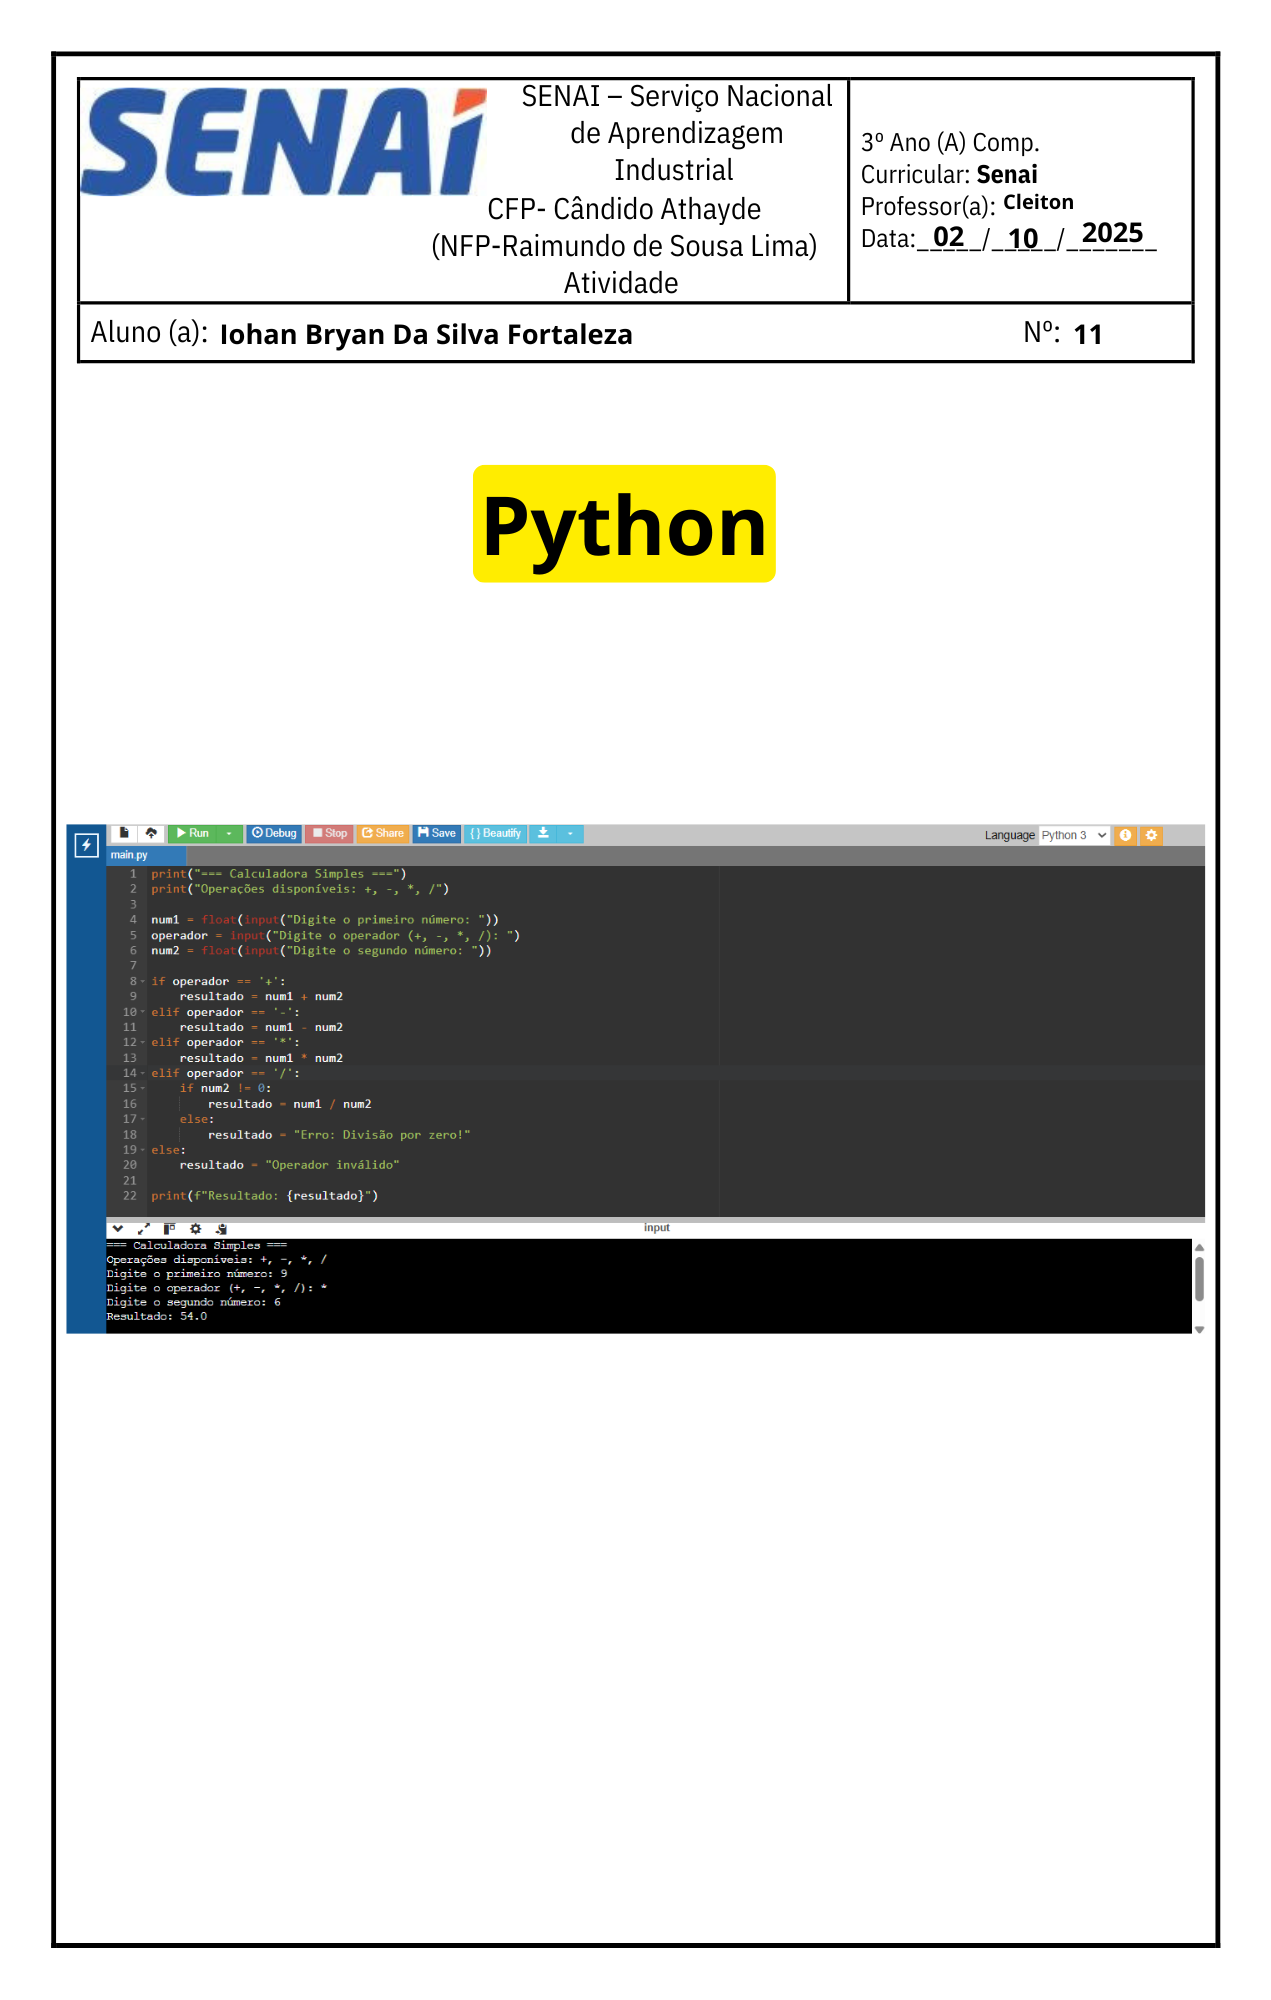 SENAI
SENAI – Serviço Nacional
de Aprendizagem
Industrial
CFP- Cândido Athayde
(NFP-Raimundo de Sousa Lima)
Atividade
3º Ano (A) Comp.
Curricular: Senai
Professor(a): Cleiton
Data:_02_/_10_/_2025_
Aluno (a): Iohan Bryan Da Silva Fortaleza Nº: 11
Python
Run Debug Stop Share Save { } Beautify Language Python 3
main.py
1 print("=== Calculadora Simples ===")
2 print("Operações disponíveis: +, -, *, /")
3
4 num1 = float(input("Digite o primeiro número: "))
5 operador = input("Digite o operador (+, -, *, /): ")
6 num2 = float(input("Digite o segundo número: "))
7
8 if operador == '+':
9     resultado = num1 + num2
10 elif operador == '-':
11     resultado = num1 - num2
12 elif operador == '*':
13     resultado = num1 * num2
14 elif operador == '/':
15     if num2 != 0:
16         resultado = num1 / num2
17     else:
18         resultado = "Erro: Divisão por zero!"
19 else:
20     resultado = "Operador inválido"
21
22 print(f"Resultado: {resultado}")
input
=== Calculadora Simples ===
Operações disponíveis: +, -, *, /
Digite o primeiro número: 9
Digite o operador (+, -, *, /): *
Digite o segundo número: 6
Resultado: 54.0